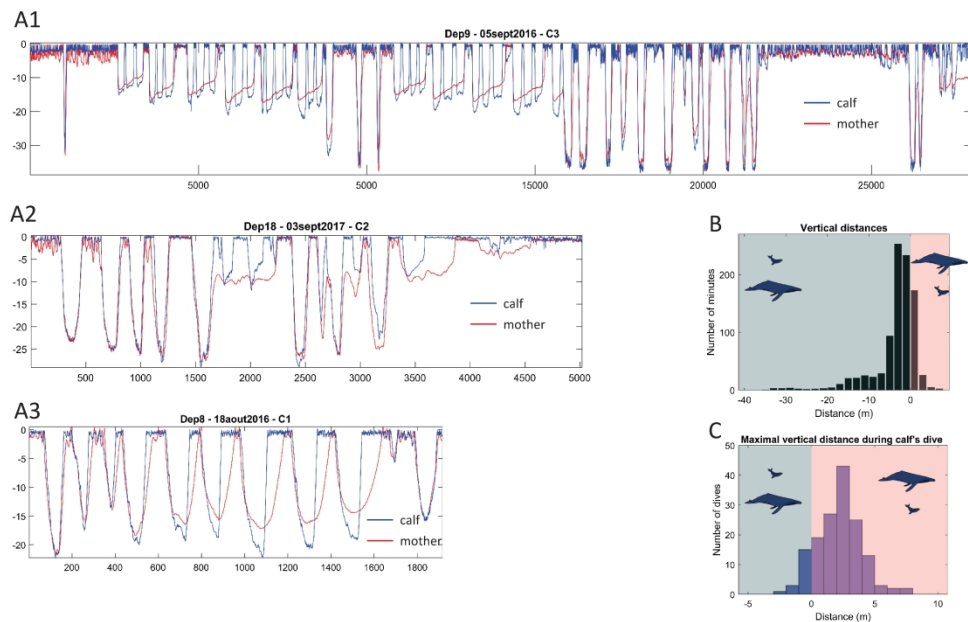 A1
Dep9 - 05sept2016 - C3
0
-10
-20
-30
calf
mother
5000
5000
15000
20000
25000
A2
Dep18 - 03sept2017 - C2
0
-5
-10
-15
-20
-25
calf
mother
500
1000
1500
2000
2500
3000
3500
4000
4500
5000
A3
Dep8 - 18aout2016 - C1
0
-5
-10
-15
-20
calf
mother
200
400
600
800
1000
1200
1400
1600
1800
B
Vertical distances
Number of minutes
200
100
0
-40
-30
-20
-10
0
Distance (m)
C
Maximal vertical distance during calf's dive
Number of dives
50
40
30
20
10
0
-5
0
5
10
Distance (m)